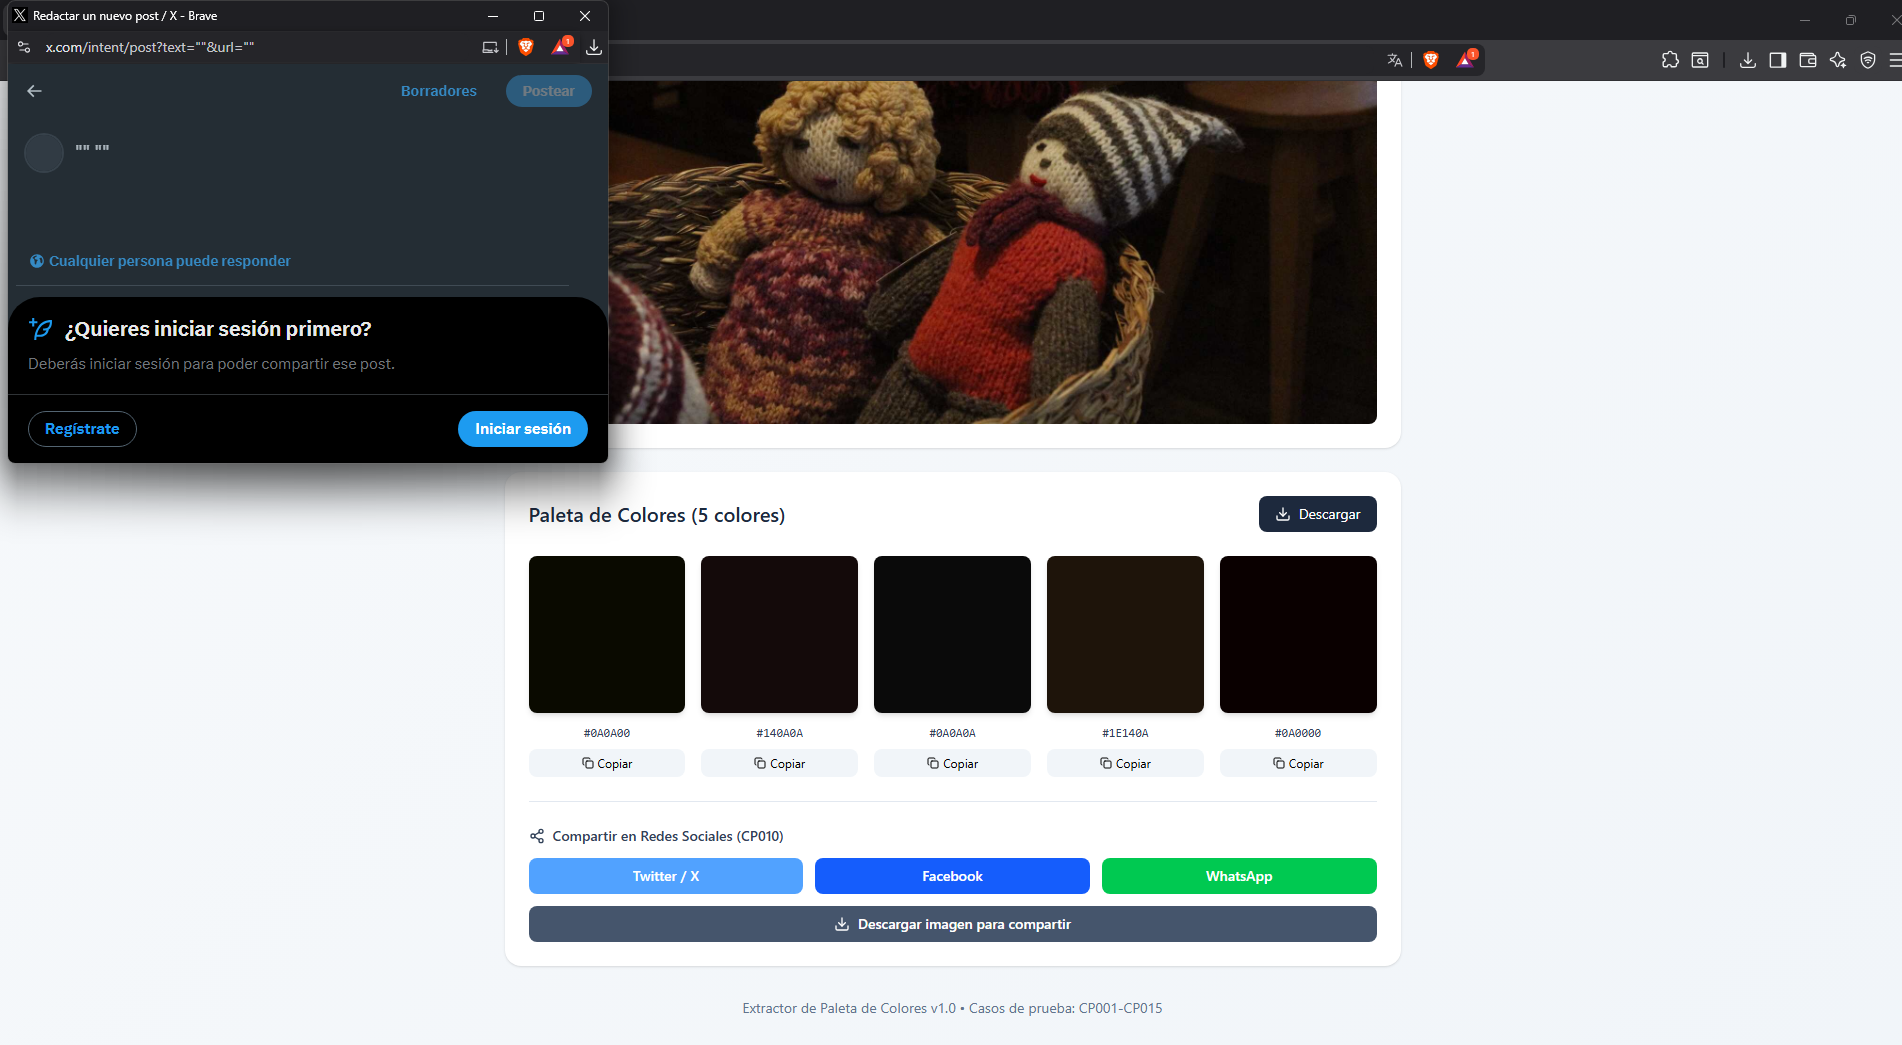 Redactar un nuevo post / X - Brave
x.com/intent/post?text=""&url=""
1
1
Borradores
Postear
"" ""
Cualquier persona puede responder
¿Quieres iniciar sesión primero?
Deberás iniciar sesión para poder compartir ese post.
Regístrate
Iniciar sesión
Paleta de Colores (5 colores)
Descargar
#0A0A00
#140A0A
#0A0A0A
#1E140A
#0A0000
Copiar
Copiar
Copiar
Copiar
Copiar
Compartir en Redes Sociales (CP010)
Twitter / X
Facebook
WhatsApp
Descargar imagen para compartir
Extractor de Paleta de Colores v1.0 • Casos de prueba: CP001-CP015